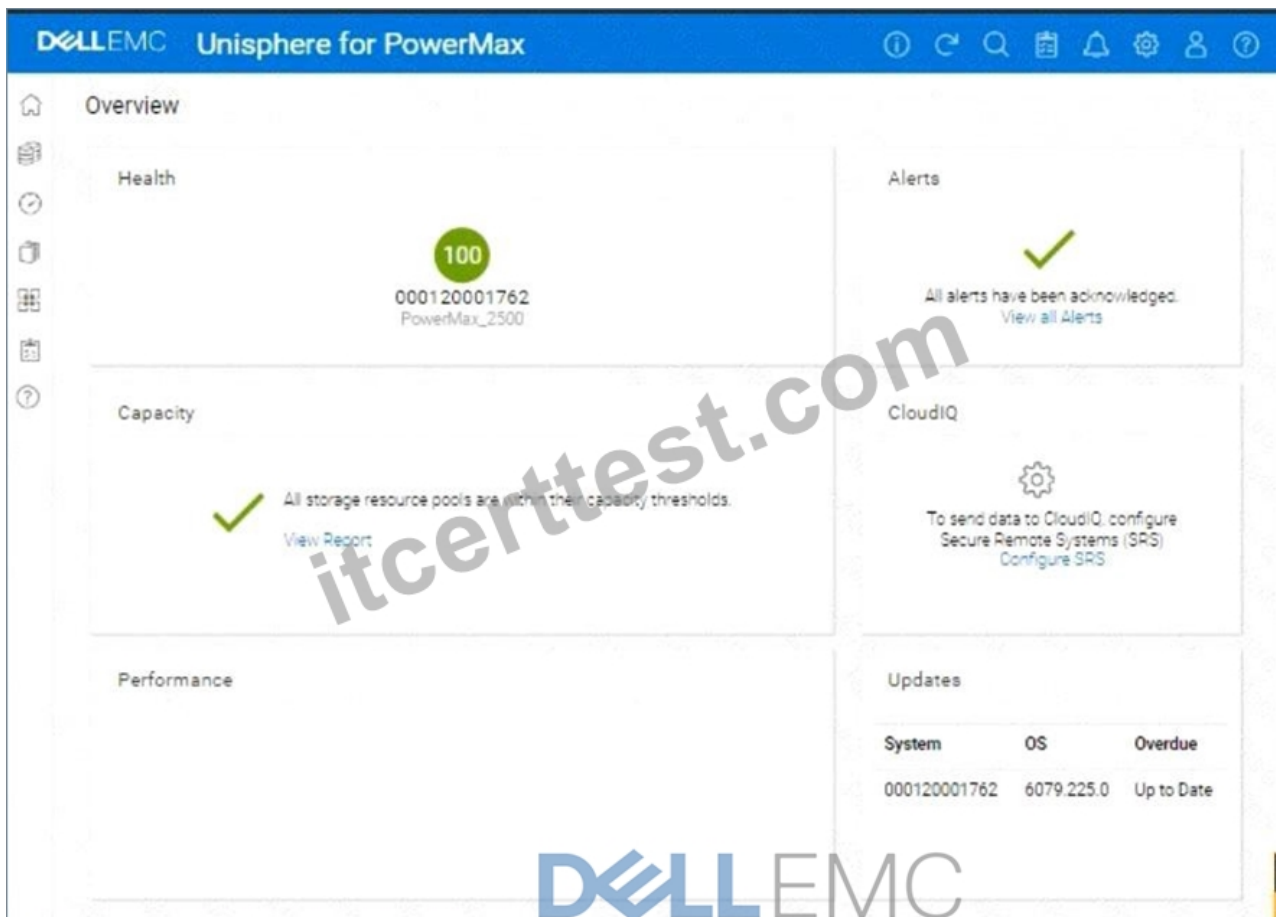 DELLEMC Unisphere for PowerMax
Overview
Health
100
000120001762
PowerMax_2500
Alerts
All alerts have been acknowledged.
View all Alerts
Capacity
All storage resource pools are within their capacity thresholds.
View Report
CloudIQ
To send data to CloudIQ, configure
Secure Remote Systems (SRS)
Configure SRS
Performance
Updates
System OS Overdue
000120001762 6079.225.0 Up to Date
itcerttest.com
DELLEMC